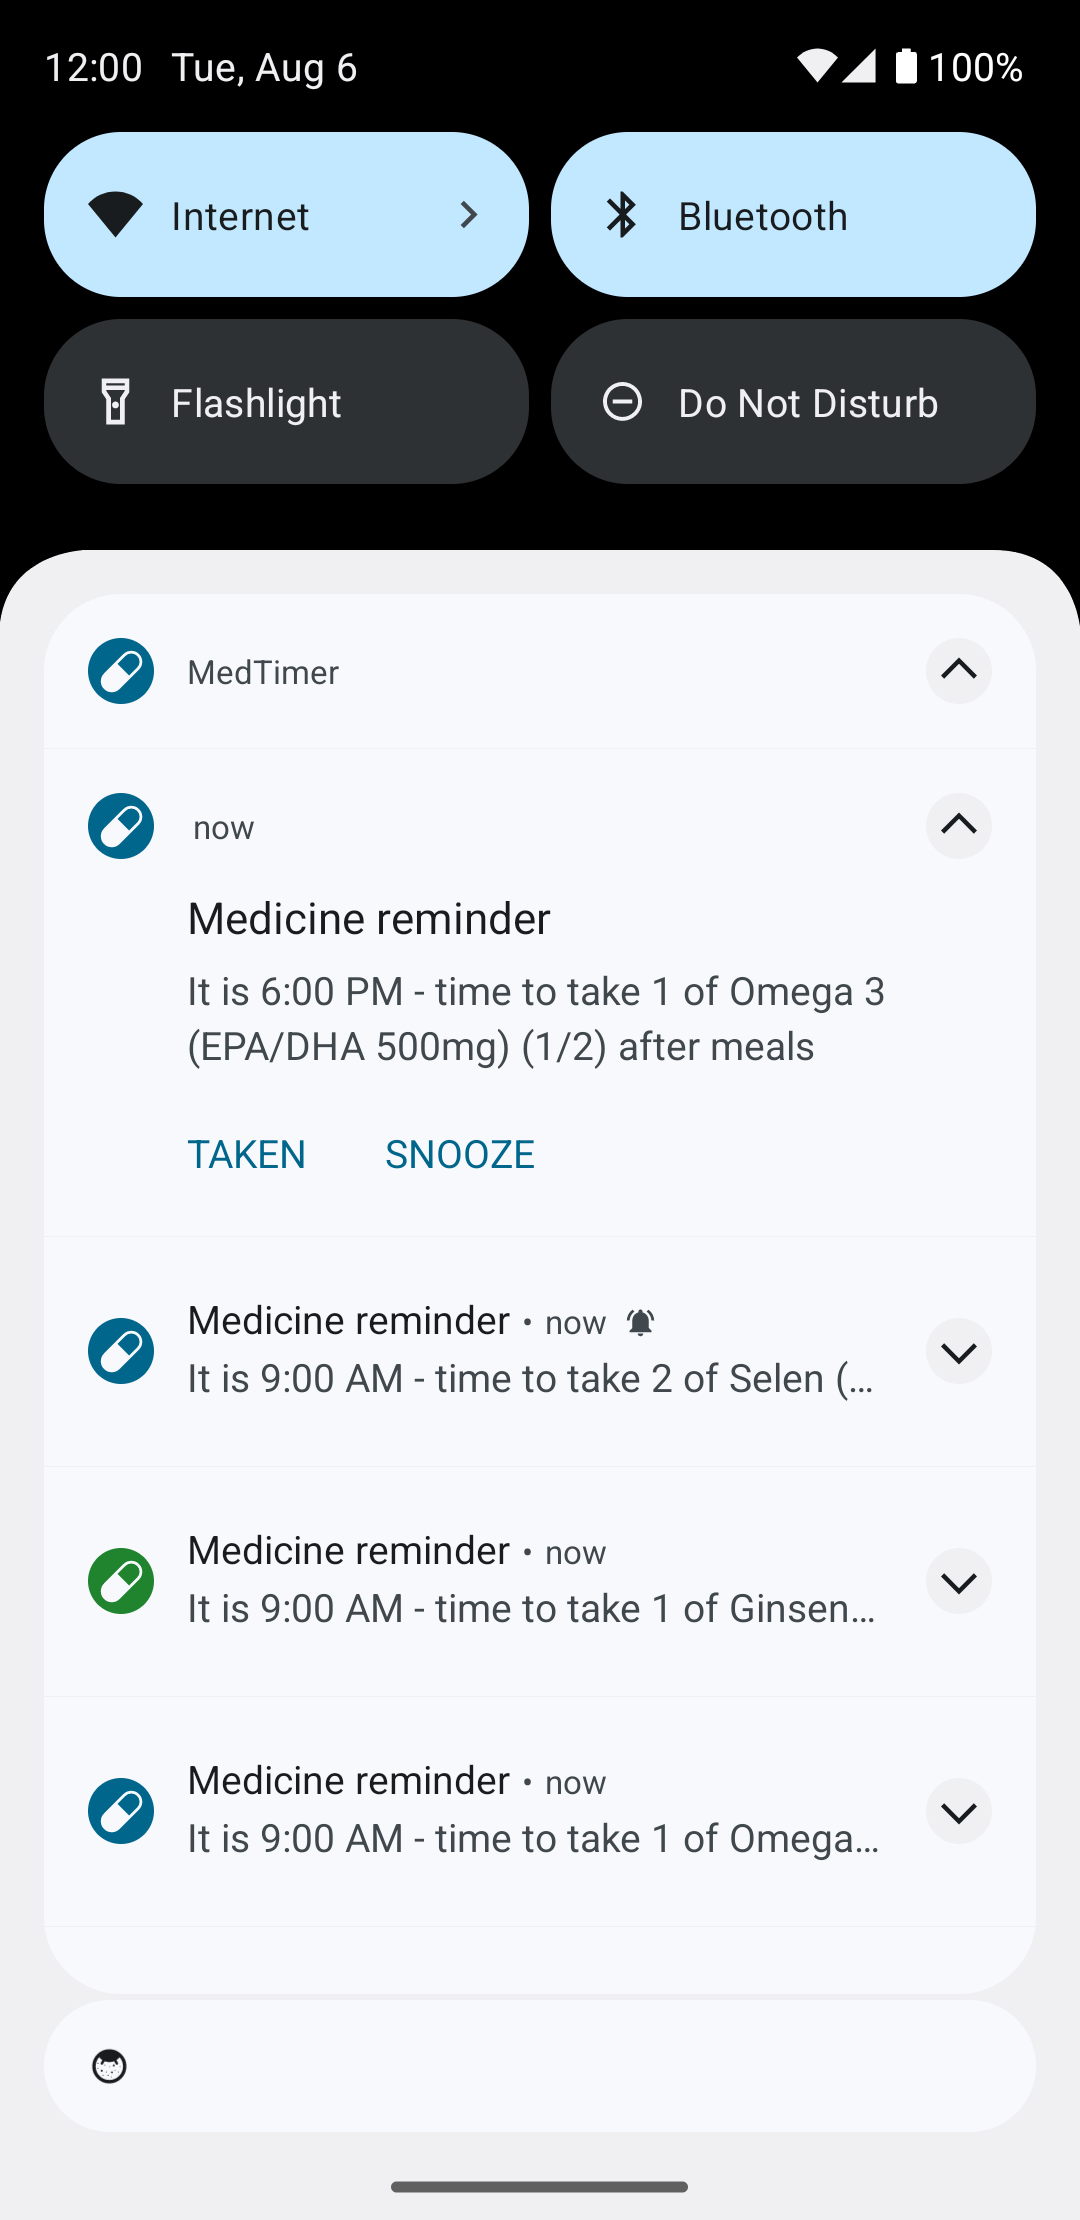 12:00 Tue, Aug 6 100%
Internet
Bluetooth
Flashlight
Do Not Disturb
MedTimer
now
Medicine reminder
It is 6:00 PM - time to take 1 of Omega 3
(EPA/DHA 500mg) (1/2) after meals
TAKEN SNOOZE
Medicine reminder • now
It is 9:00 AM - time to take 2 of Selen (…
Medicine reminder • now
It is 9:00 AM - time to take 1 of Ginsen…
Medicine reminder • now
It is 9:00 AM - time to take 1 of Omega…